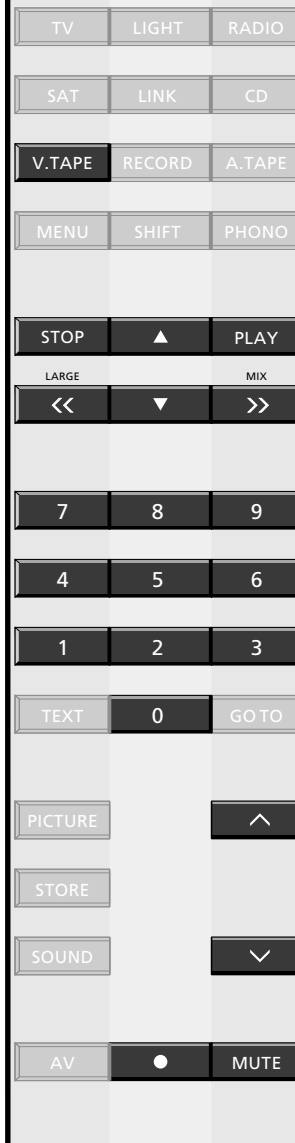 TV LIGHT RADIO
SAT LINK CD
V.TAPE RECORD A.TAPE
MENU SHIFT PHONO
STOP ▲ PLAY
LARGE MIX
<< ▼ >>
7 8 9
4 5 6
1 2 3
TEXT 0 GO TO
PICTURE
STORE
SOUND
AV ● MUTE